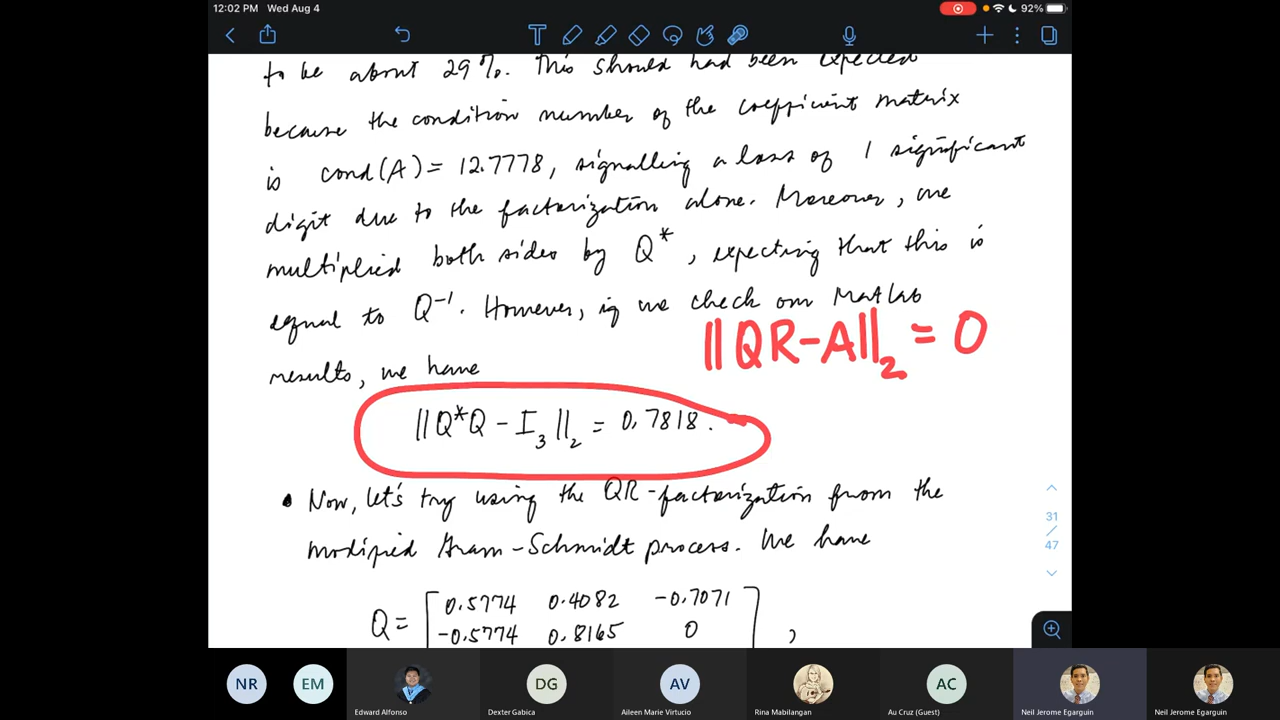 12:02 PM Wed Aug 4
92%
T
to be about 29%. This should had been expected
because the condition number of the coefficient matrix
is cond(A) = 12.7778, signalling a loss of 1 significant
digit due to the factorization alone. Moreover, we
multiplied both sides by Q*, expecting that this is
equal to Q⁻¹. However, if we check our Matlab
||QR-A||₂ = 0
results, we have
||Q*Q - I₃||₂ = 0.7818.
• Now, let's try using the QR-factorization from the
modified Gram-Schmidt process. We have
Q = [0.5774 0.4082 -0.7071
-0.5774 0.8165 0 ] ,
31
/
47
NR
EM
DG
AV
AC
Edward Alfonso
Dexter Gabica
Aileen Marie Virtucio
Rina Mabilangan
Au Cruz (Guest)
Neil Jerome Egarguin
Neil Jerome Egarguin